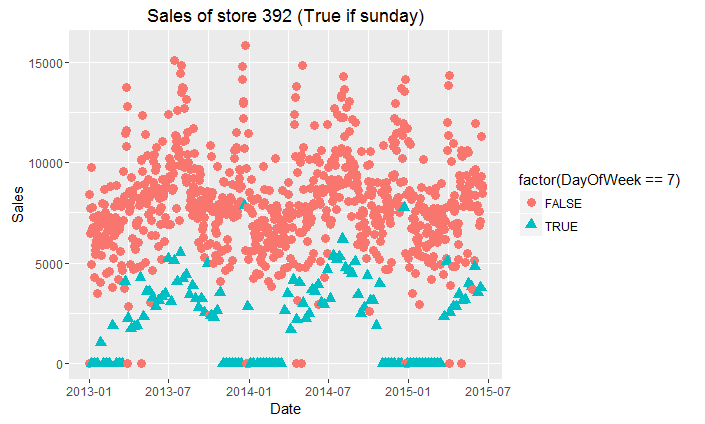 Sales of store 392 (True if sunday)
15000
10000
5000
0
Sales
2013-01 2013-07 2014-01 2014-07 2015-01 2015-07
Date
factor(DayOfWeek == 7)
FALSE
TRUE